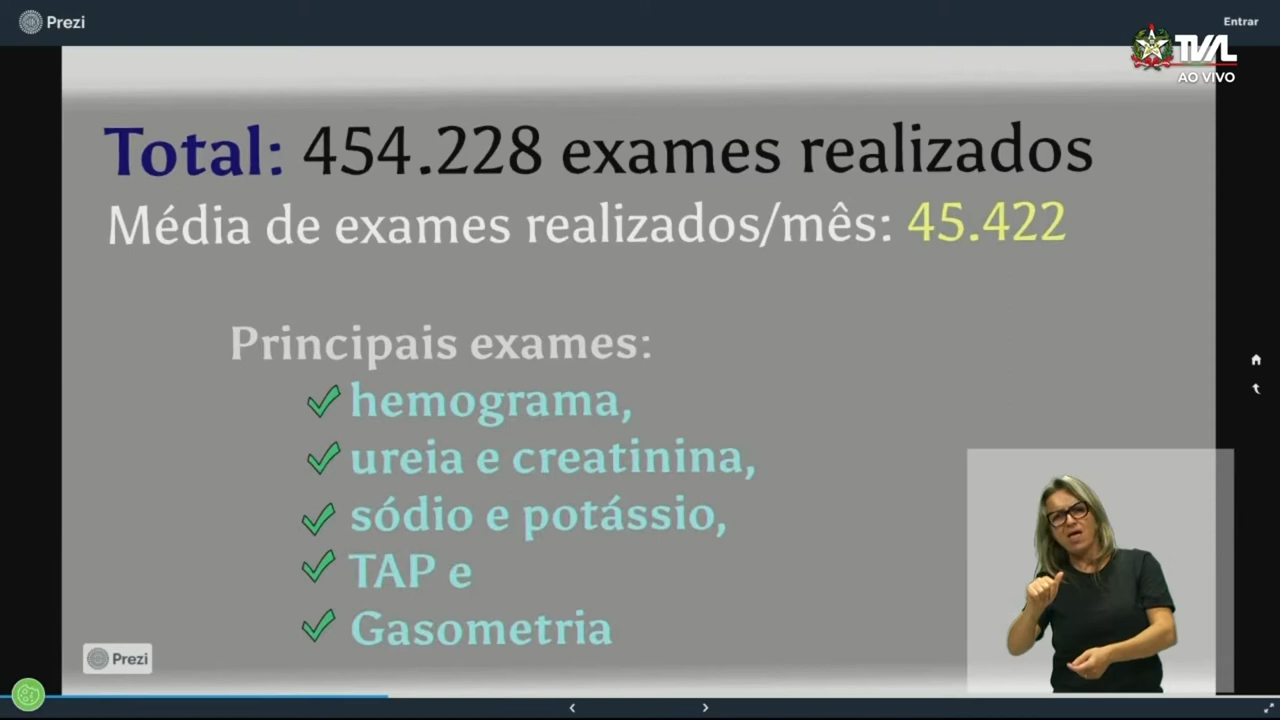 Prezi
Entrar
TVAL
AO VIVO
Total: 454.228 exames realizados
Média de exames realizados/mês: 45.422
Principais exames:
hemograma,
ureia e creatinina,
sódio e potássio,
TAP e
Gasometria
Prezi